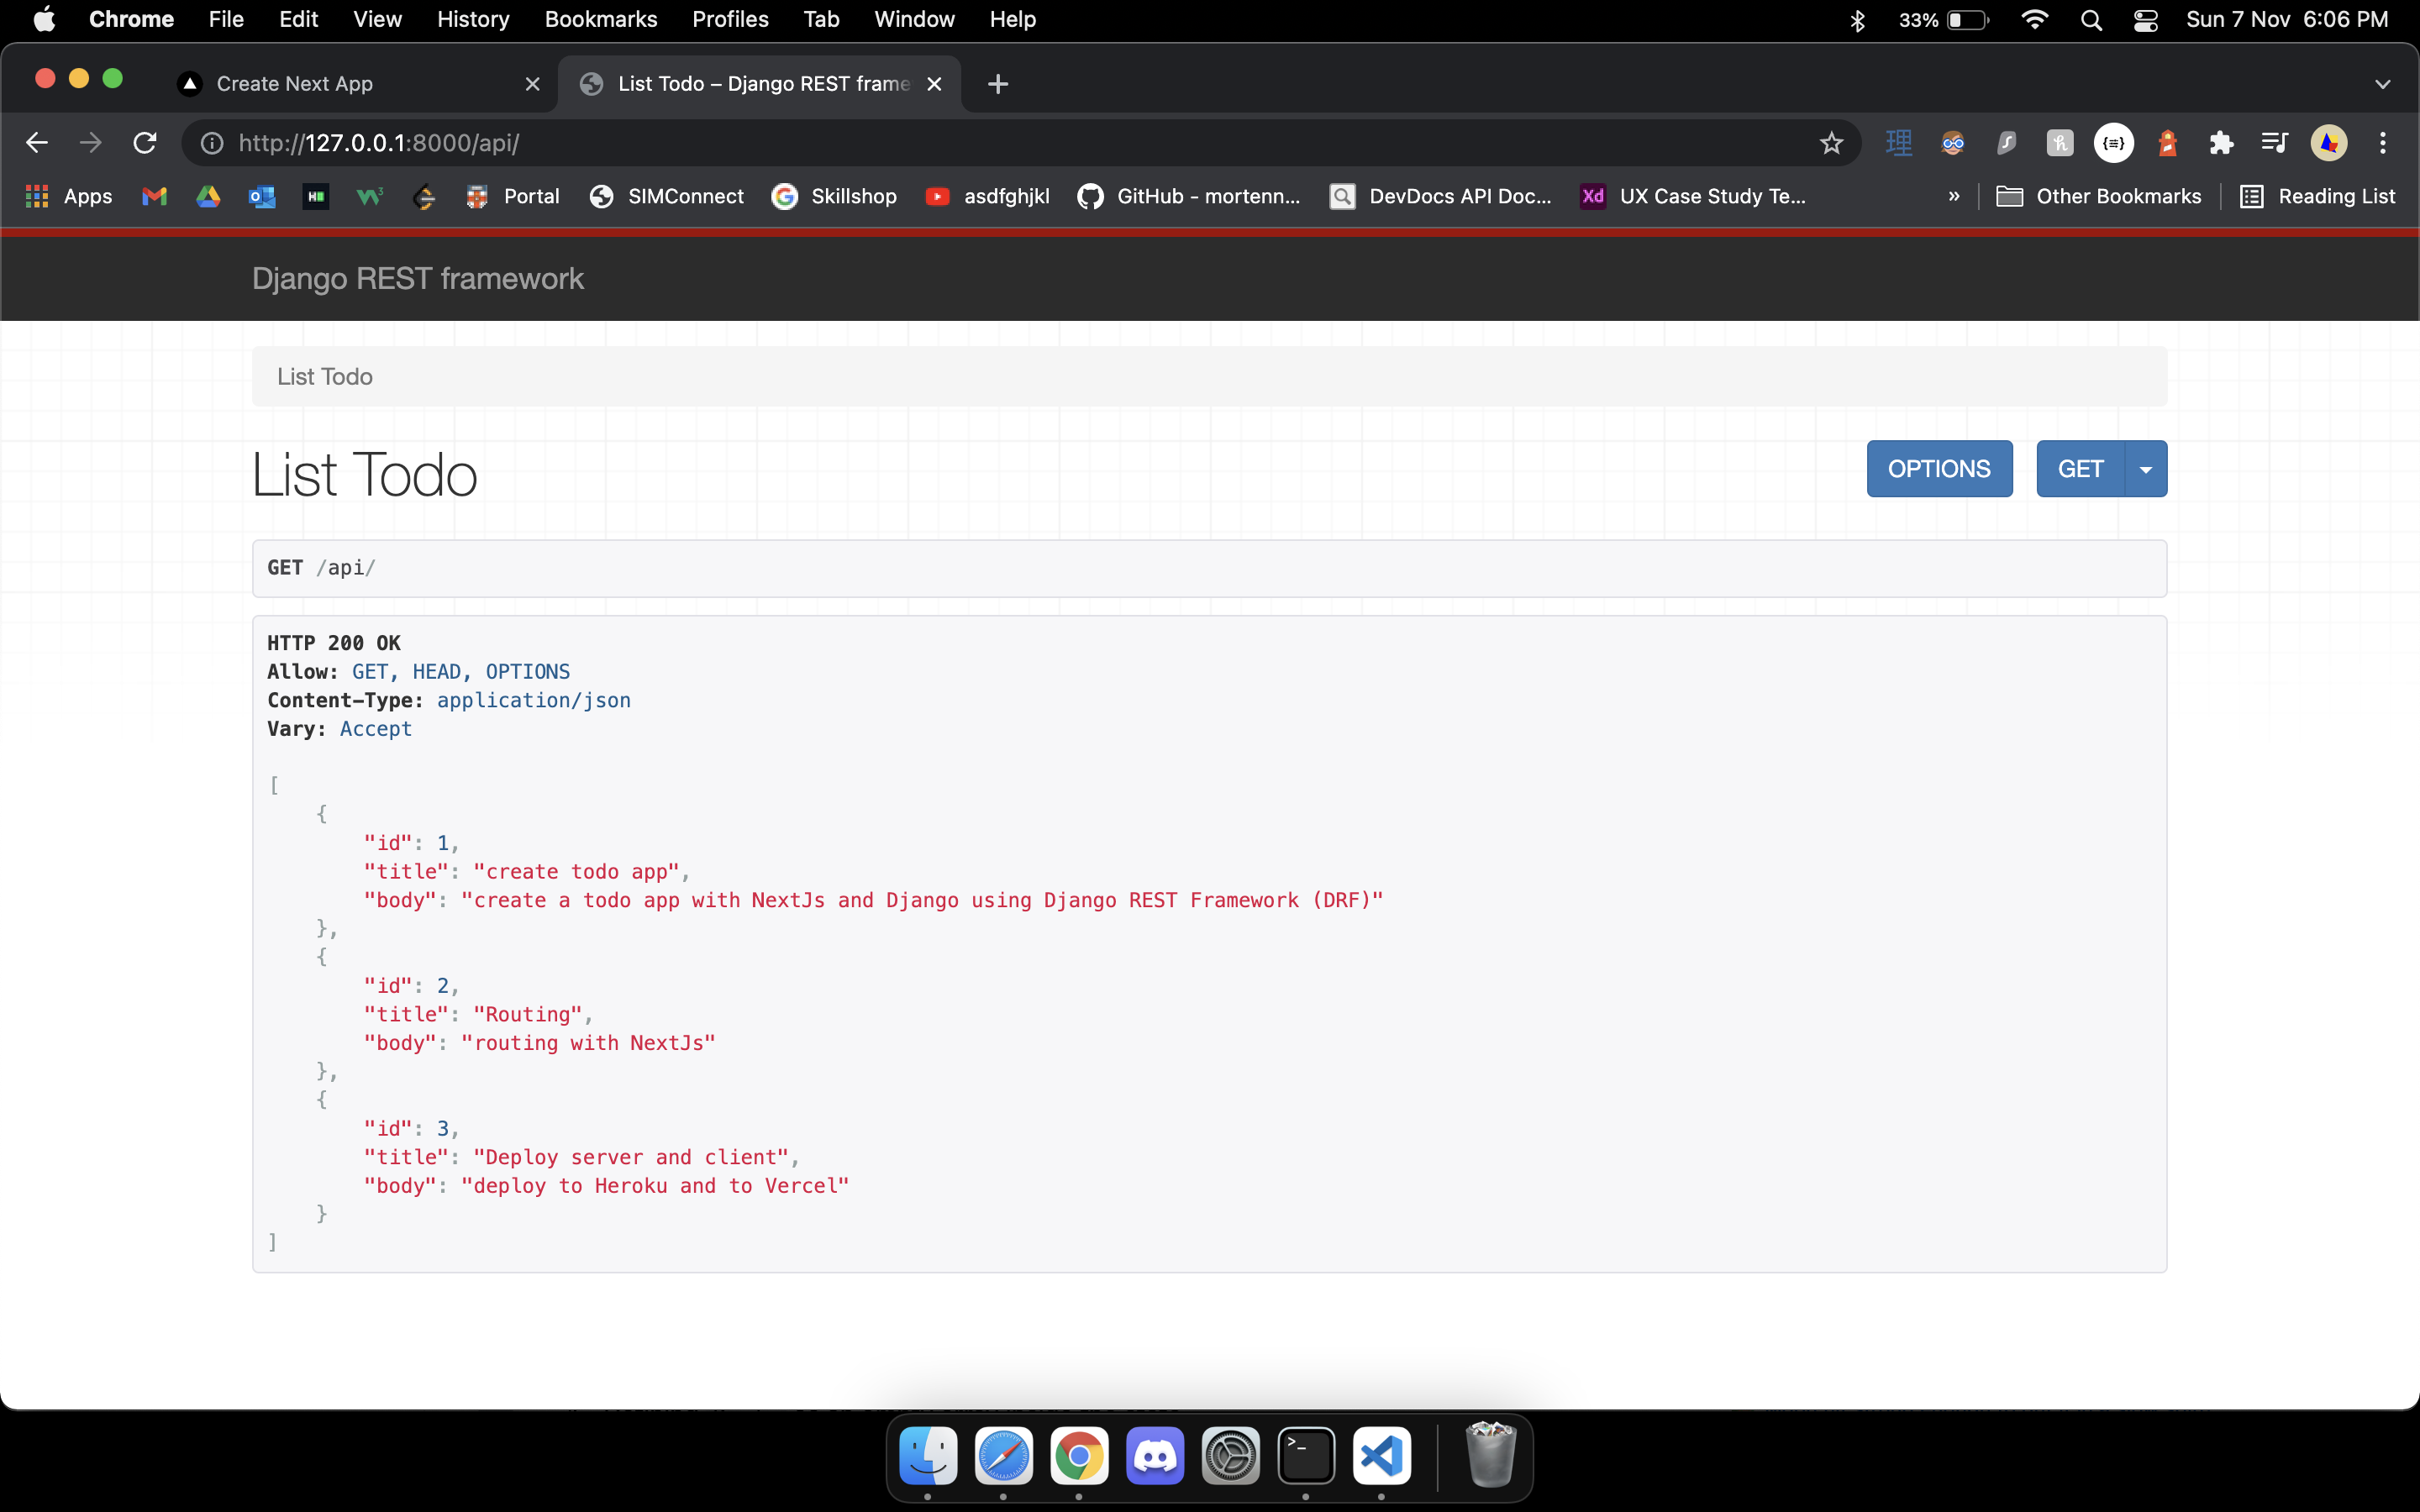 Chrome File Edit View History Bookmarks Profiles Tab Window Help 33% Sun 7 Nov 6:06 PM
Create Next App List Todo – Django REST frame
http://127.0.0.1:8000/api/
Apps Portal SIMConnect Skillshop asdfghjkl GitHub - mortenn... DevDocs API Doc... Xd UX Case Study Te... » Other Bookmarks Reading List
Django REST framework
List Todo
List Todo OPTIONS GET
GET /api/
HTTP 200 OK
Allow: GET, HEAD, OPTIONS
Content-Type: application/json
Vary: Accept
[
    {
        "id": 1,
        "title": "create todo app",
        "body": "create a todo app with NextJs and Django using Django REST Framework (DRF)"
    },
    {
        "id": 2,
        "title": "Routing",
        "body": "routing with NextJs"
    },
    {
        "id": 3,
        "title": "Deploy server and client",
        "body": "deploy to Heroku and to Vercel"
    }
]